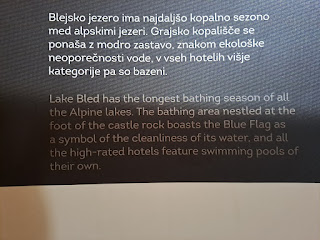 Blejsko jezero ima najdaljšo kopalno sezono
med alpskimi jezeri. Grajsko kopališče se
ponaša z modro zastavo, znakom ekološke
neoporečnosti vode, v vseh hotelih višje
kategorije pa so bazeni.
Lake Bled has the longest bathing season of all
the Alpine lakes. The bathing area nestled at the
foot of the castle rock boasts the Blue Flag as
a symbol of the cleanliness of its water, and all
the high-rated hotels feature swimming pools of
their own.